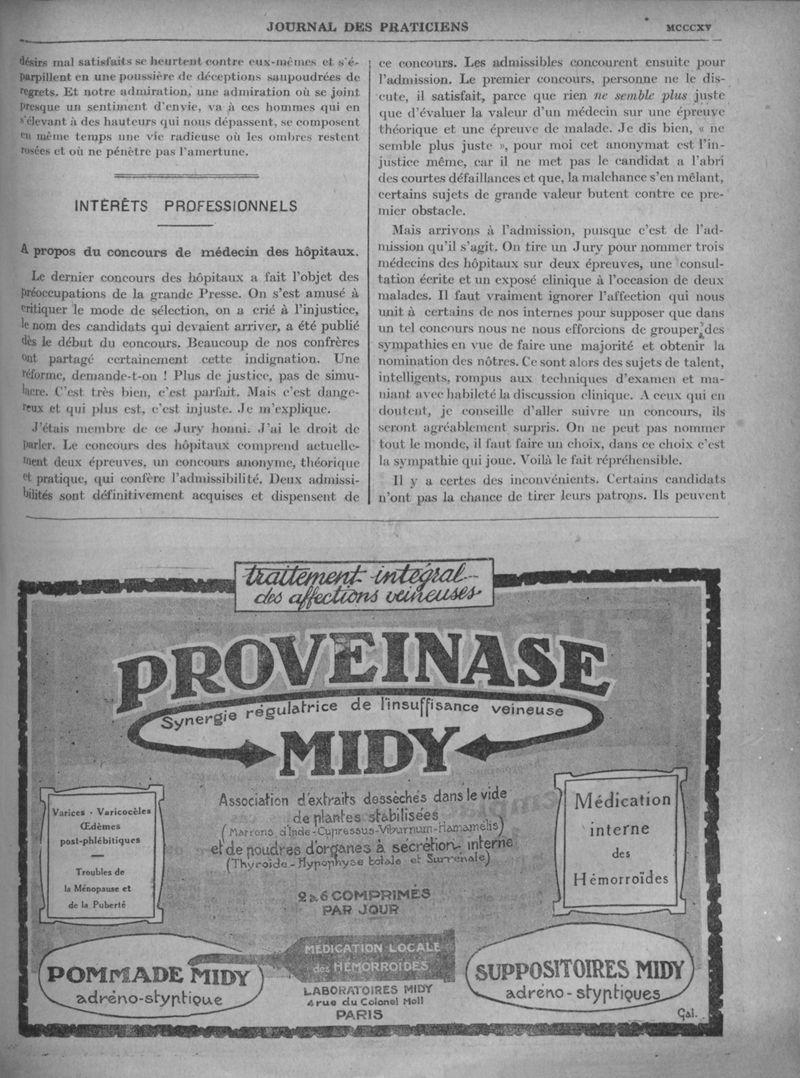 JOURNAL DES PRATICIENS
MCCCXV
désirs mal satisfaits se heurtent contre eux-mêmes et s'é-
parpillent en une poussière de déceptions saupoudrées de
regrets. Et notre admiration, une admiration où se joint
presque un sentiment d'envie, va à ces hommes qui en
s'élevant à des hauteurs qui nous dépassent, se composent
en même temps une vie radieuse où les ombres restent
rosées et où ne pénètre pas l'amertune.
INTÉRÊTS PROFESSIONNELS
A propos du concours de médecin des hôpitaux.
Le dernier concours des hôpitaux a fait l'objet des
préoccupations de la grande Presse. On s'est amusé à
critiquer le mode de sélection, on a crié à l'injustice,
le nom des candidats qui devaient arriver, a été publié
dès le début du concours. Beaucoup de nos confrères
ont partagé certainement cette indignation. Une
réforme, demande-t-on ! Plus de justice, pas de simu-
lacre. C'est très bien, c'est parfait. Mais c'est dange-
reux et qui plus est, c'est injuste. Je m'explique.
J'étais membre de ce Jury honni. J'ai le droit de
parler. Le concours des hôpitaux comprend actuelle-
ment deux épreuves, un concours anonyme, théorique
et pratique, qui confère l'admissibilité. Deux admissi-
bilités sont définitivement acquises et dispensent de
ce concours. Les admissibles concourent ensuite pour
l'admission. Le premier concours, personne ne le dis-
cute, il satisfait, parce que rien ne semble plus juste
que d'évaluer la valeur d'un médecin sur une épreuve
théorique et une épreuve de malade. Je dis bien, « ne
semble plus juste », pour moi cet anonymat est l'in-
justice même, car il ne met pas le candidat a l'abri
des courtes défaillances et que, la malchance s'en mêlant,
certains sujets de grande valeur butent contre ce pre-
mier obstacle.
Mais arrivons à l'admission, puisque c'est de l'ad-
mission qu'il s'agit. On tire un Jury pour nommer trois
médecins des hôpitaux sur deux épreuves, une consul-
tation écrite et un exposé clinique à l'occasion de deux
malades. Il faut vraiment ignorer l'affection qui nous
unit à certains de nos internes pour supposer que dans
un tel concours nous ne nous efforcions de grouper des
sympathies en vue de faire une majorité et obtenir la
nomination des nôtres. Ce sont alors des sujets de talent,
intelligents, rompus aux techniques d'examen et ma-
niant avec habileté la discussion clinique. A ceux qui en
doutent, je conseille d'aller suivre un concours, ils
seront agréablement surpris. On ne peut pas nommer
tout le monde, il faut faire un choix, dans ce choix c'est
la sympathie qui joue. Voilà le fait répréhensible.
Il y a certes des inconvénients. Certains candidats
n'ont pas la chance de tirer leurs patrons. Ils peuvent
traitement intégral
des affections veineuses
PROVEINASE
Synergie régulatrice de l'insuffisance veineuse
MIDY
Varices - Varicocèles
Œdèmes
post-phlébitiques
Troubles de
la Ménopause et
de la Puberté
Association d'extraits desséchés dans le vide
de plantes stabilisées
(Marrons d'Inde-Cupressus-Viburnum-Hamamelis)
et de poudres d'organes à sécrétion interne
(Thyroïde-Hypophyse totale et Surrénale)
2 à 6 COMPRIMÉS
PAR JOUR
Médication
interne
des
Hémorroïdes
POMMADE MIDY
adréno-styptique
MÉDICATION LOCALE
des HÉMORROÏDES
LABORATOIRES MIDY
4 rue du Colonel Moll
PARIS
SUPPOSITOIRES MIDY
adréno-styptiques
Gal.